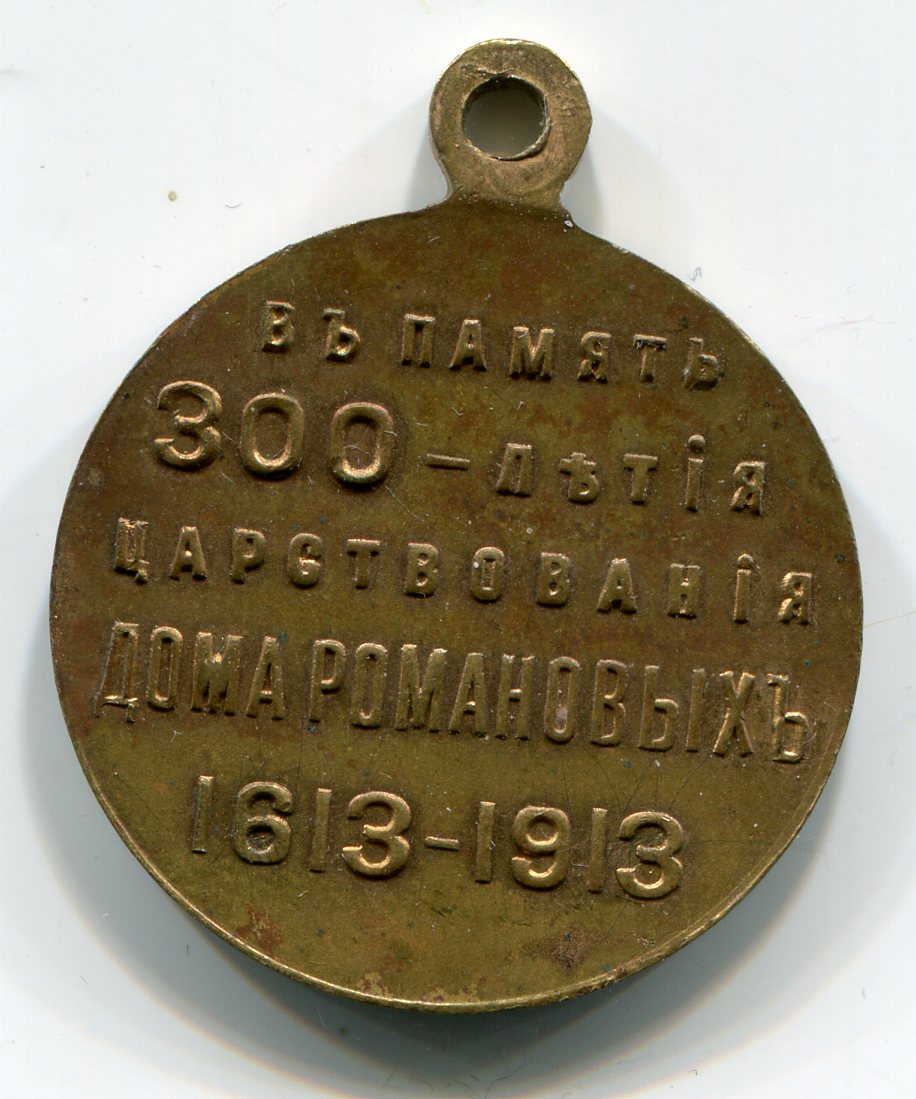 ВЪ ПАМЯТЬ
300-лѣтія
ЦАРСТВОВАНІЯ
ДОМА РОМАНОВЫХЪ
1613-1913